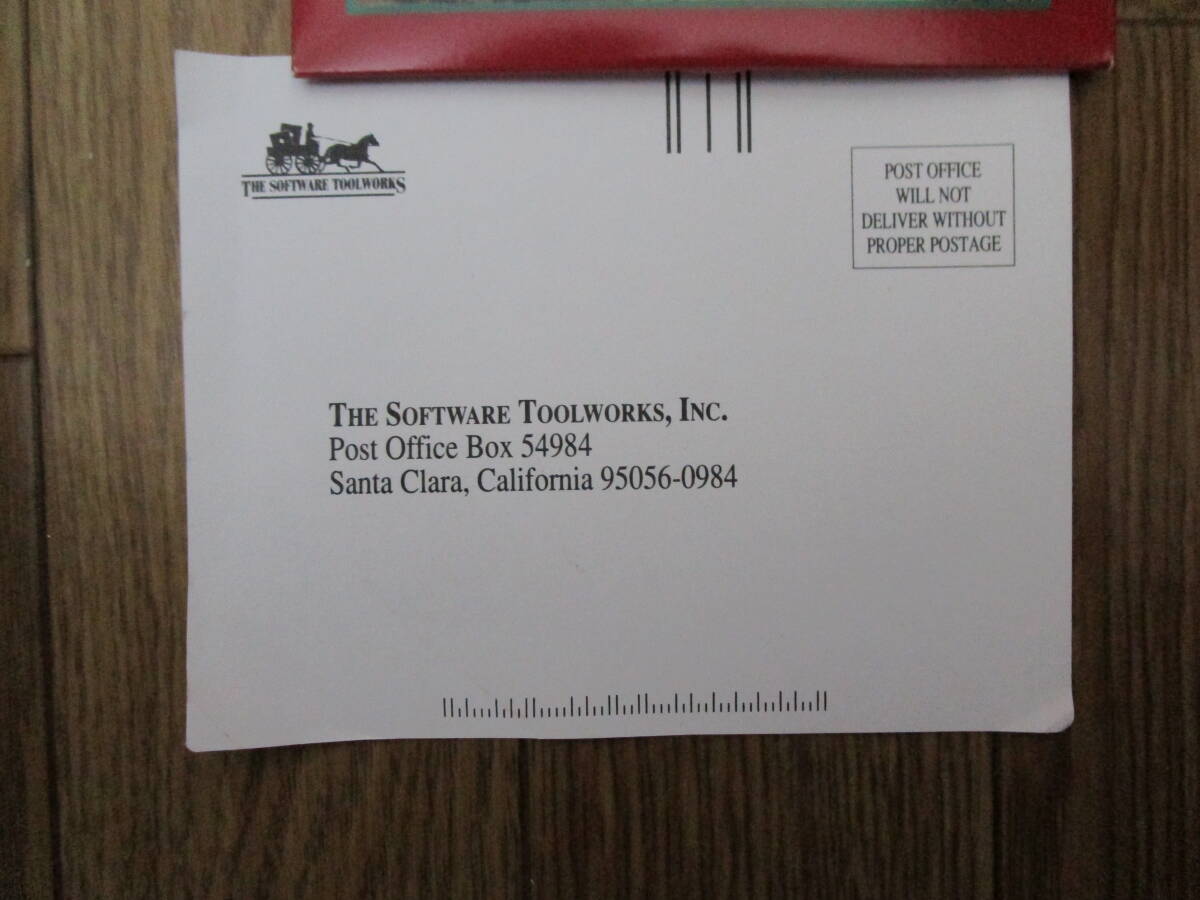 THE SOFTWARE TOOLWORKS
POST OFFICE
WILL NOT
DELIVER WITHOUT
PROPER POSTAGE
THE SOFTWARE TOOLWORKS, INC.
Post Office Box 54984
Santa Clara, California 95056-0984